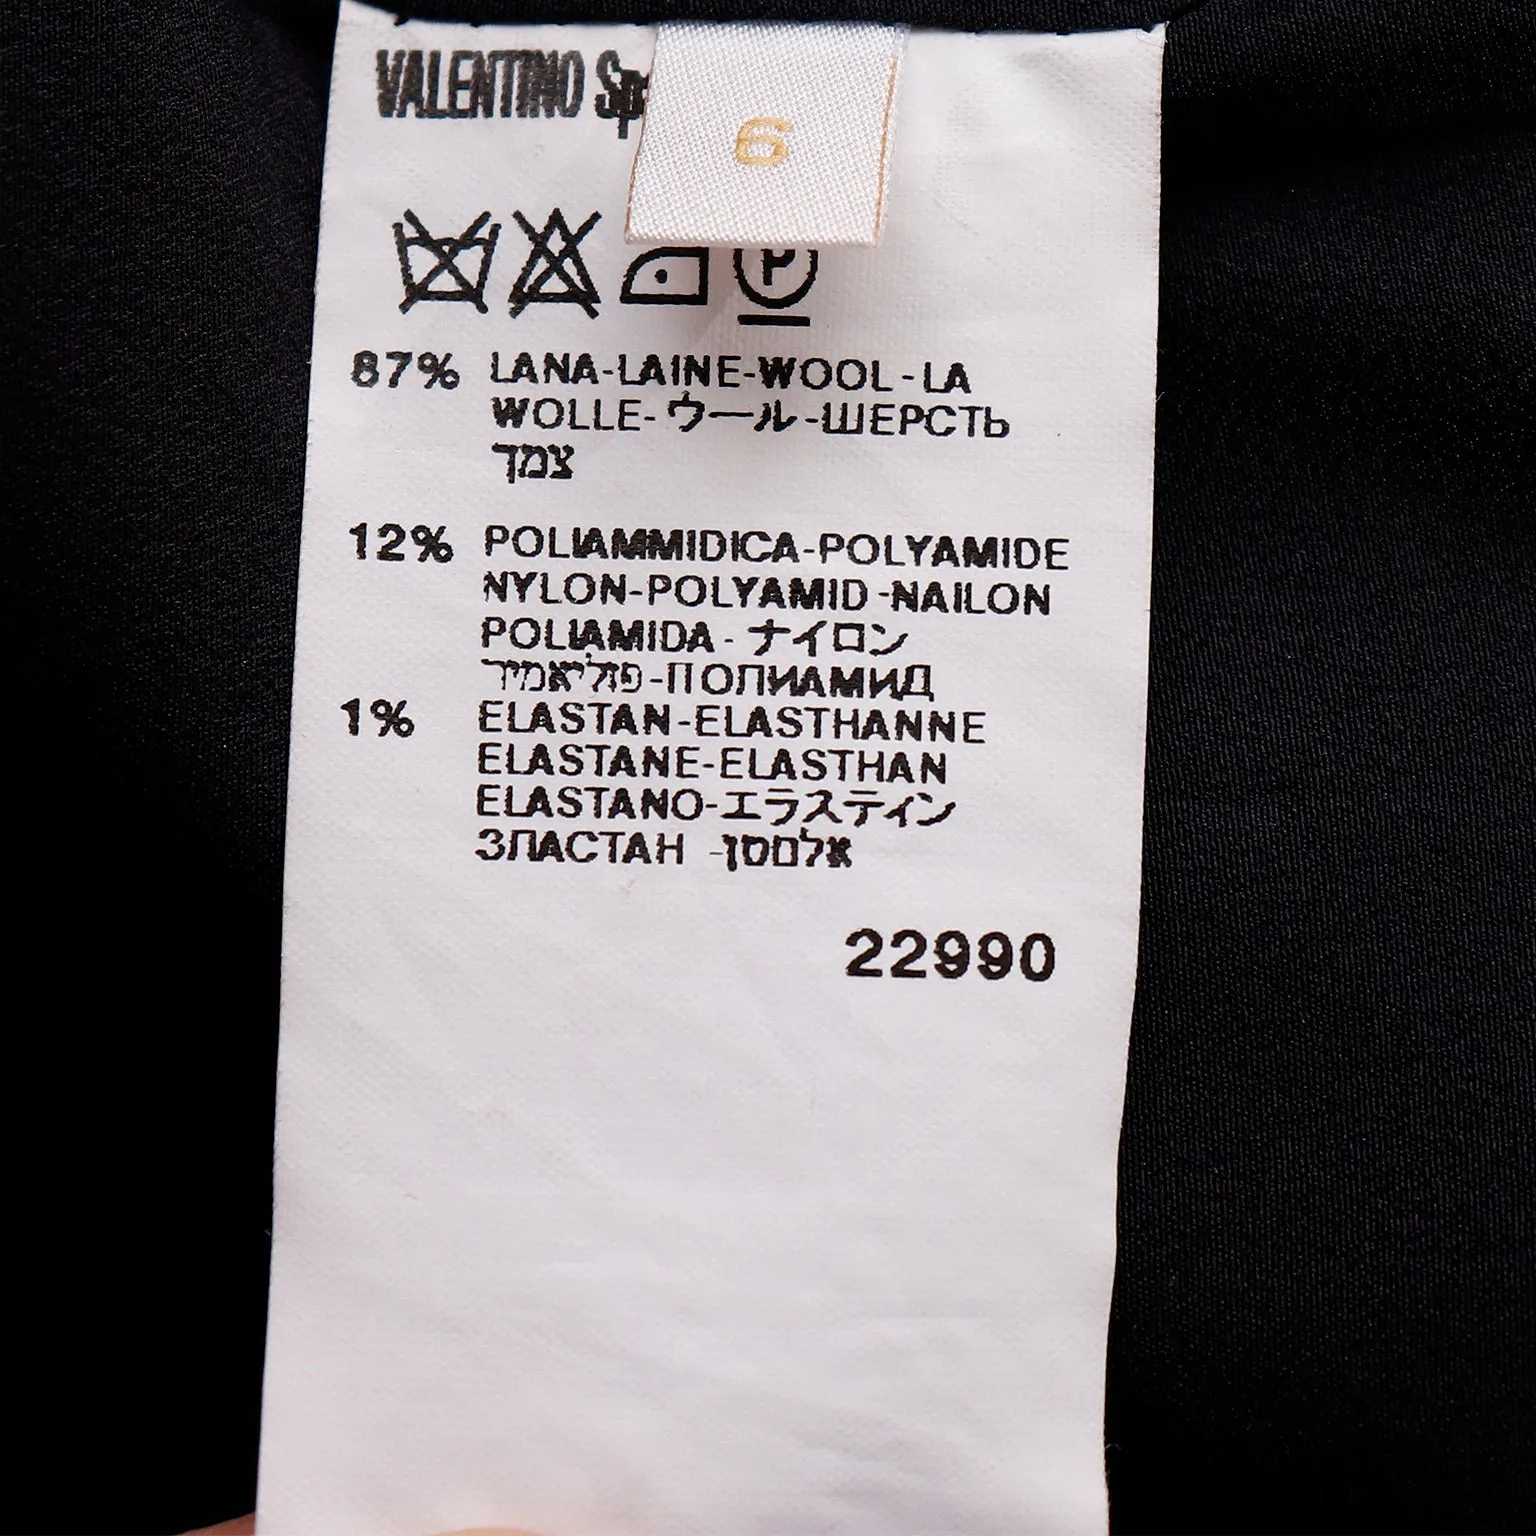 VALENTINO Sp
6
P
87% LANA-LAINE-WOOL-LA
WOLLE-ウール-ШЕРСТЬ
צמר
12% POLIAMMIDICA-POLYAMIDE
NYLON-POLYAMID-NAILON
POLIAMIDA-ナイロン
פוליאמיד-ПОЛИАМИД
1% ELASTAN-ELASTHANNE
ELASTANE-ELASTHAN
ELASTANO-エラスティン
ЗЛАСТАН-אלסטן
22990